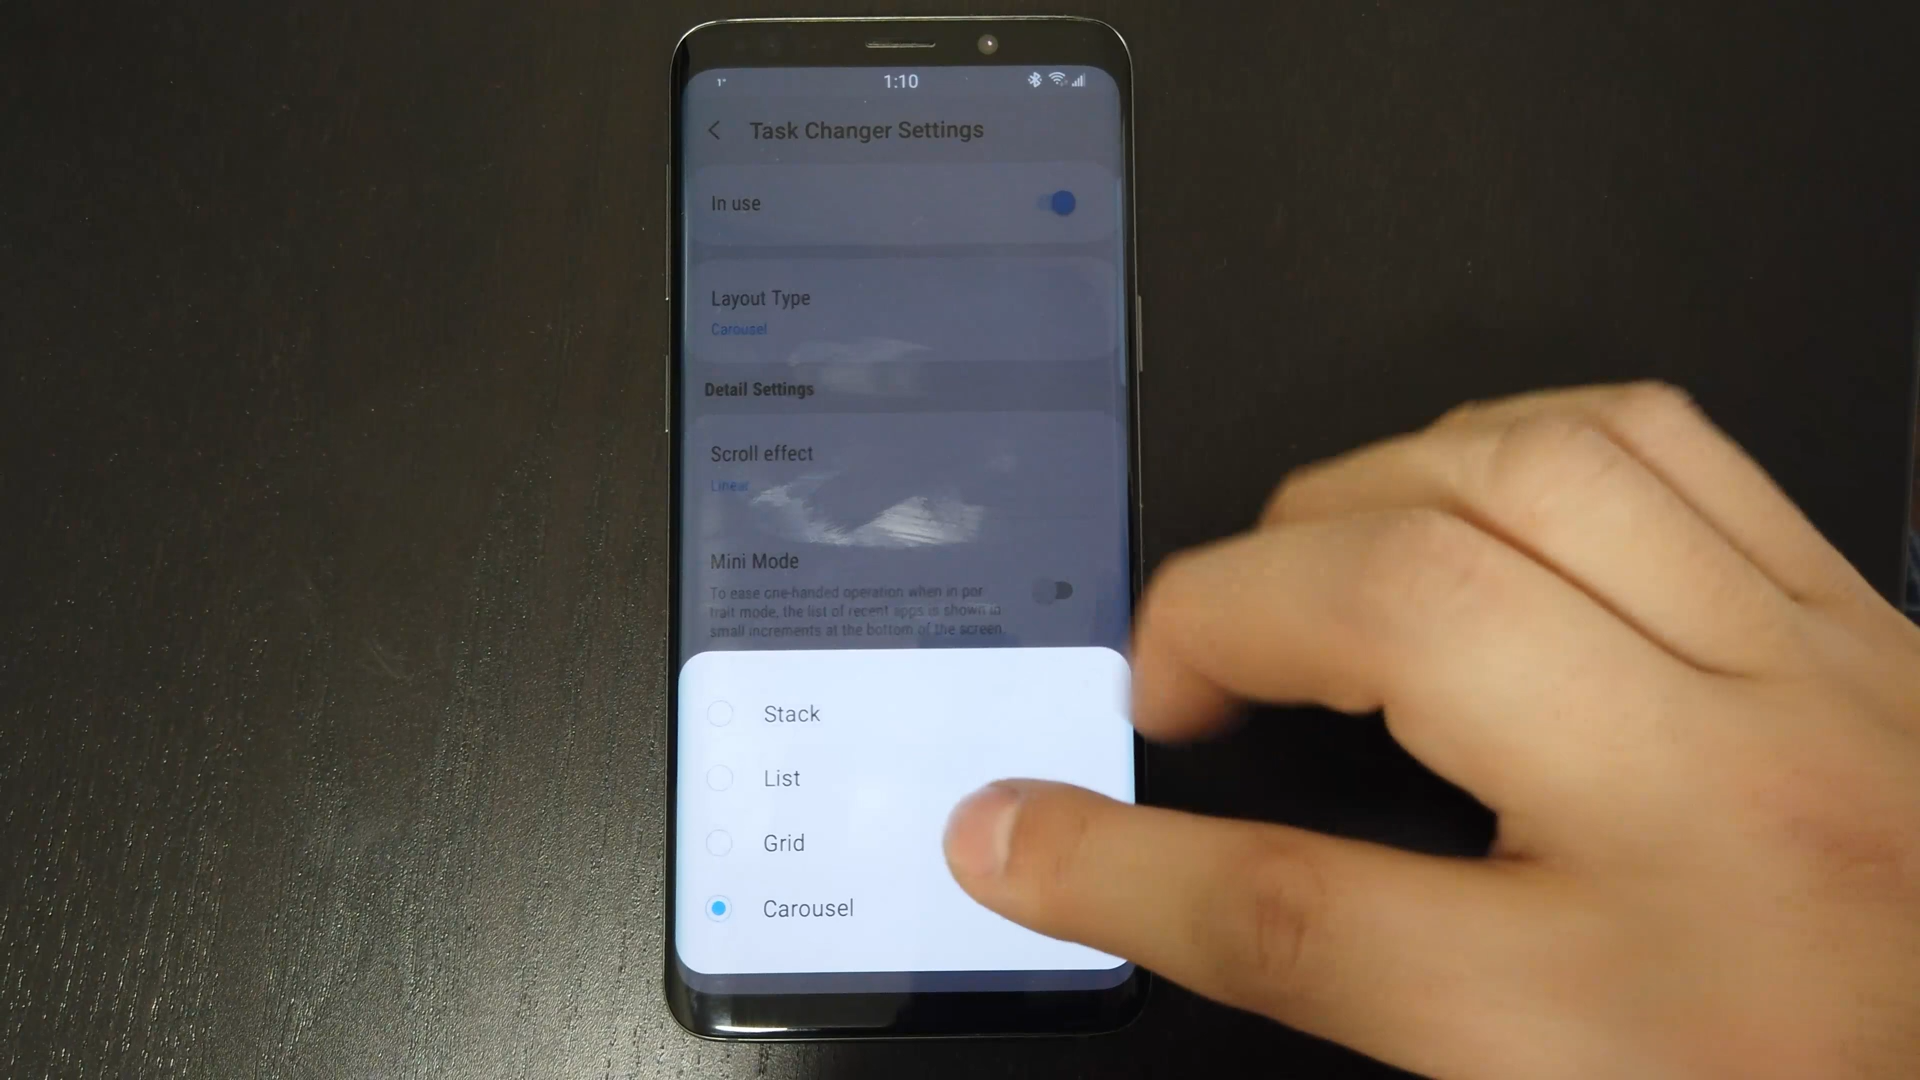 1:10
Task Changer Settings
In use
Layout Type
Carousel
Detail Settings
Scroll effect
Linear
Mini Mode
To ease one-handed operation when in por
trait mode, the list of recent apps is shown in
small increments at the bottom of the screen.
Stack
List
Grid
Carousel